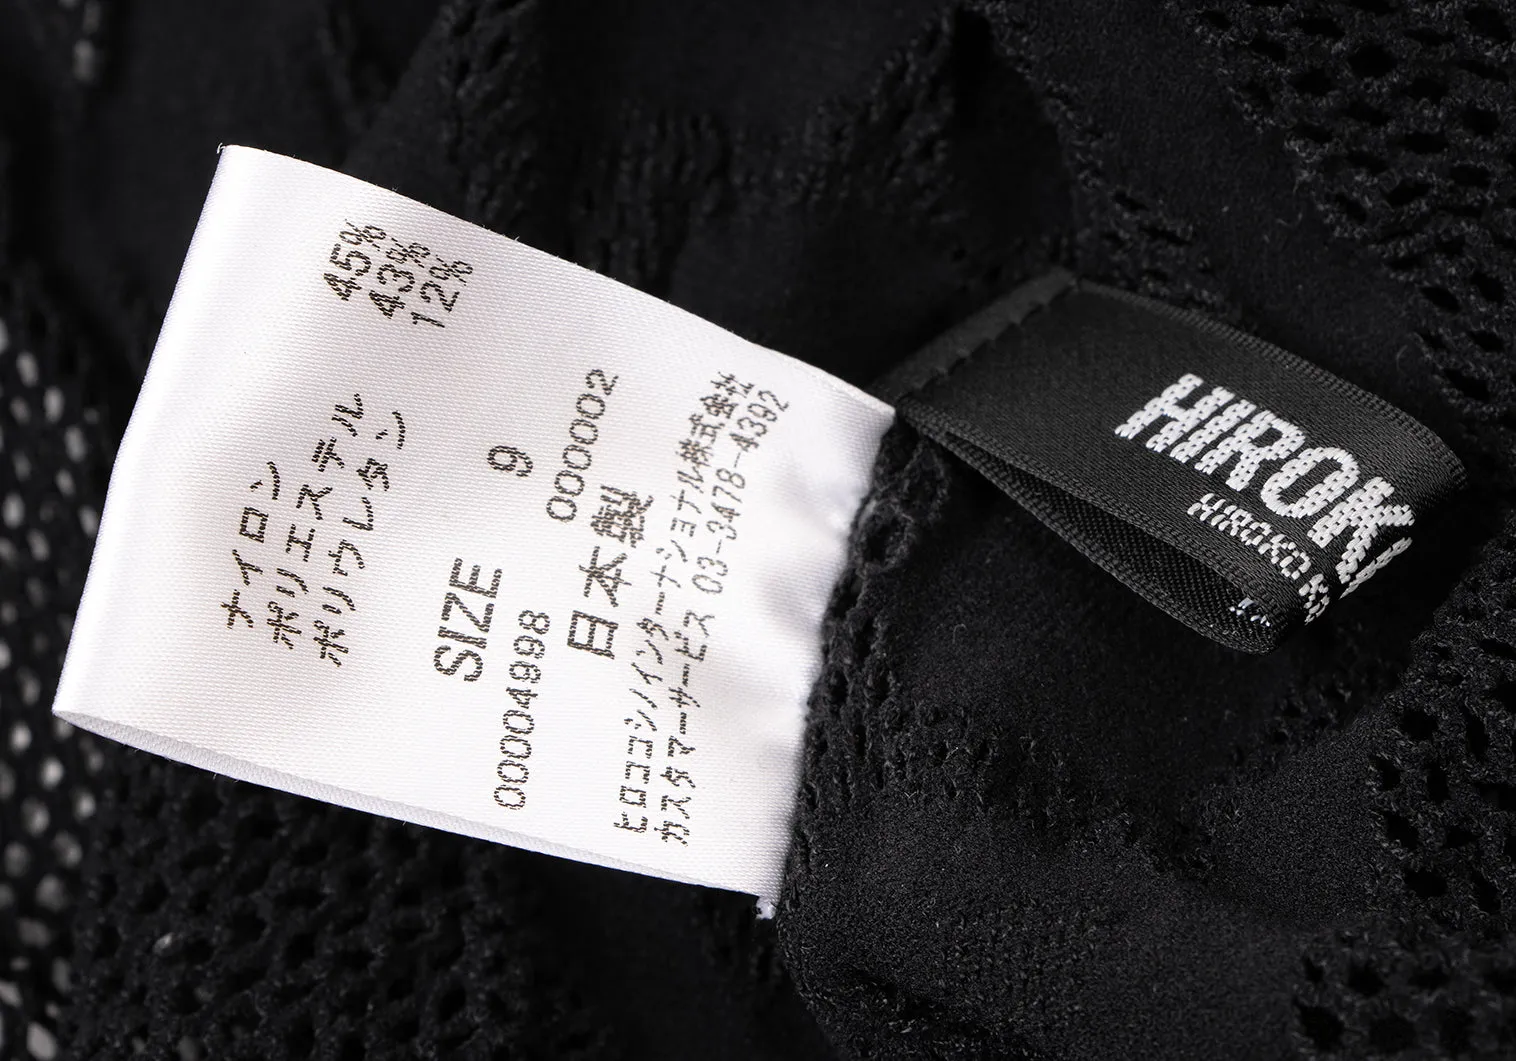 ナイロン 45%
ポリエステル 43%
ポリウレタン 12%
SIZE 9
00004998 0000002
日本製
ヒロココシノインターナショナル株式会社
カスタマーサービス 03-3478-4392
HIROK
HIROKO